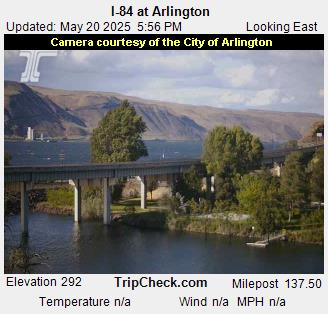 I-84 at Arlington
Updated: May 20 2025 5:56 PM Looking East
Camera courtesy of the City of Arlington
Elevation 292 TripCheck.com Milepost 137.50
Temperature n/a Wind n/a MPH n/a